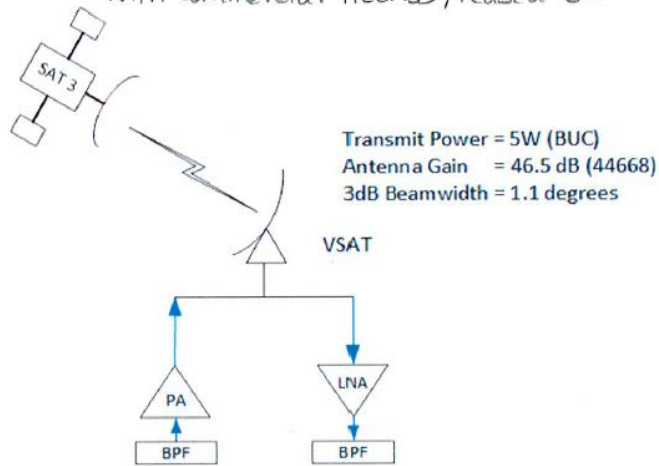 SAT 3
Transmit Power = 5W (BUC)
Antenna Gain = 46.5 dB (44668)
3dB Beamwidth = 1.1 degrees
VSAT
PA
LNA
BPF
BPF